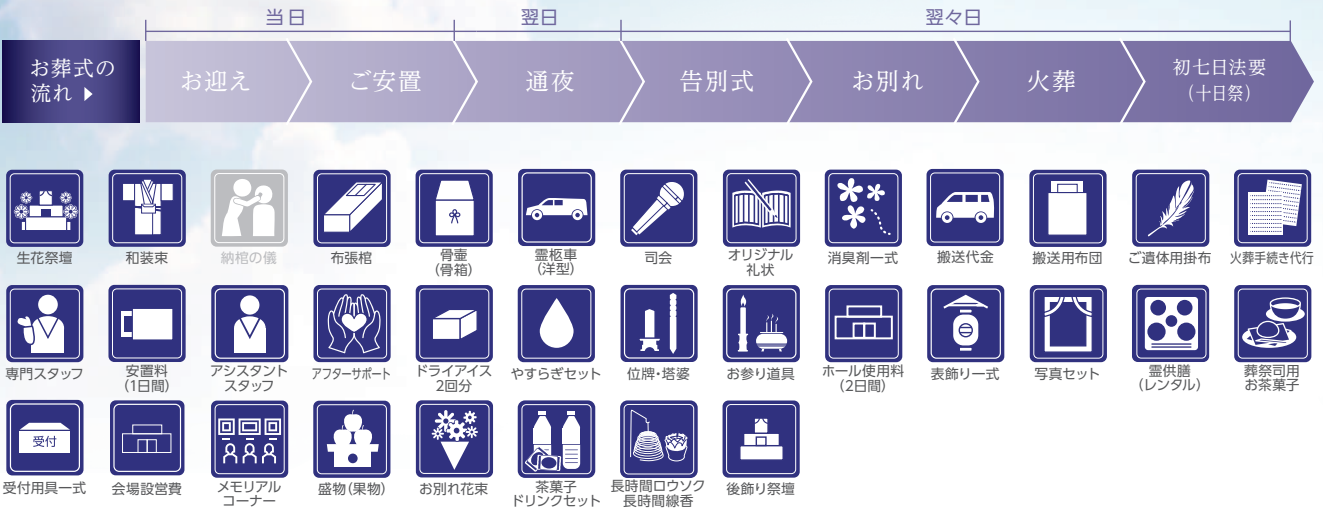 当日
翌日
翌々日
お葬式の
流れ ▶
お迎え
ご安置
通夜
告別式
お別れ
火葬
初七日法要
(十日祭)
生花祭壇
和装束
納棺の儀
布張棺
骨壷
(骨箱)
霊柩車
(洋型)
司会
オリジナル
礼状
消臭剤一式
搬送代金
搬送用布団
ご遺体用掛布
火葬手続き代行
専門スタッフ
安置料
(1日間)
アシスタント
スタッフ
アフターサポート
ドライアイス
2回分
やすらぎセット
位牌・塔婆
お参り道具
ホール使用料
(2日間)
表飾り一式
写真セット
霊供膳
(レンタル)
葬祭司用
お茶菓子
受付
受付用具一式
会場設営費
メモリアル
コーナー
盛物(果物)
お別れ花束
茶菓子
ドリンクセット
長時間ロウソク
長時間線香
後飾り祭壇